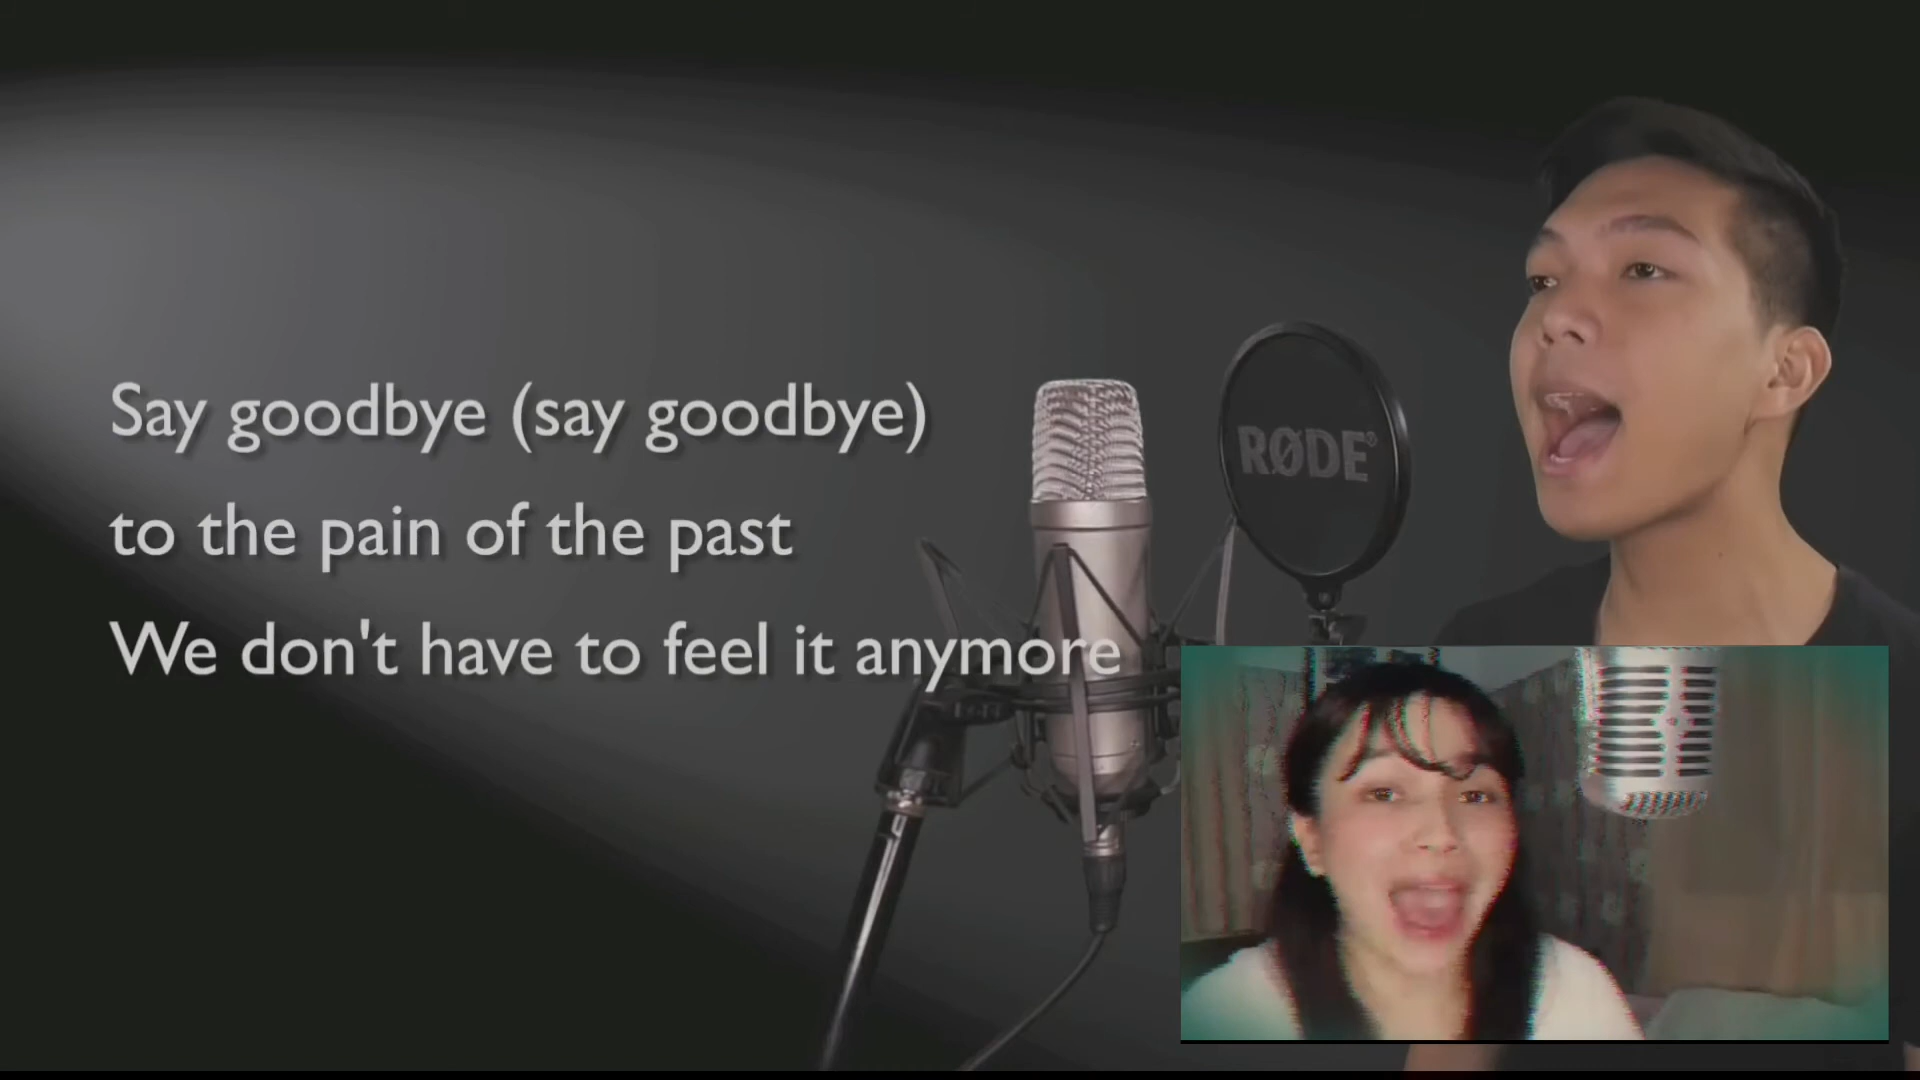 Say goodbye (say goodbye)
to the pain of the past
We don't have to feel it anymore
RØDE®